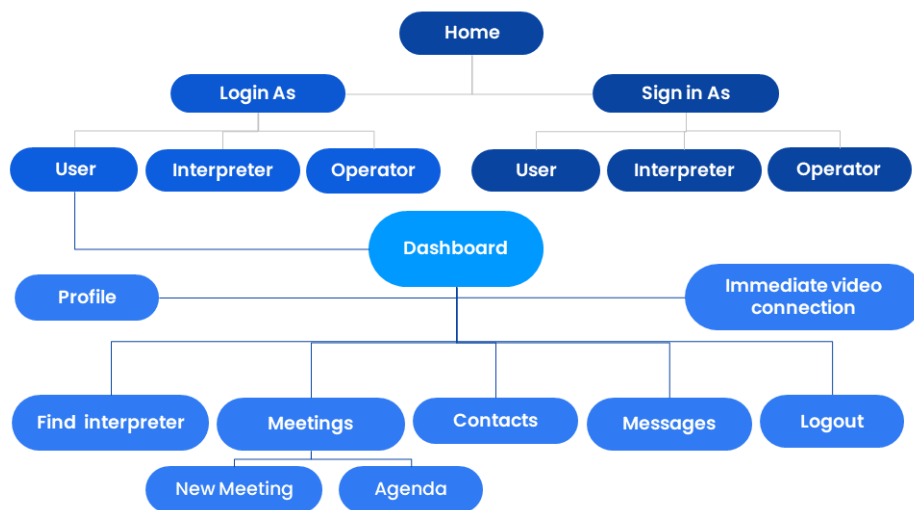 Home
Login As
Sign in As
User
Interpreter
Operator
User
Interpreter
Operator
Dashboard
Profile
Immediate video
connection
Find interpreter
Meetings
Contacts
Messages
Logout
New Meeting
Agenda